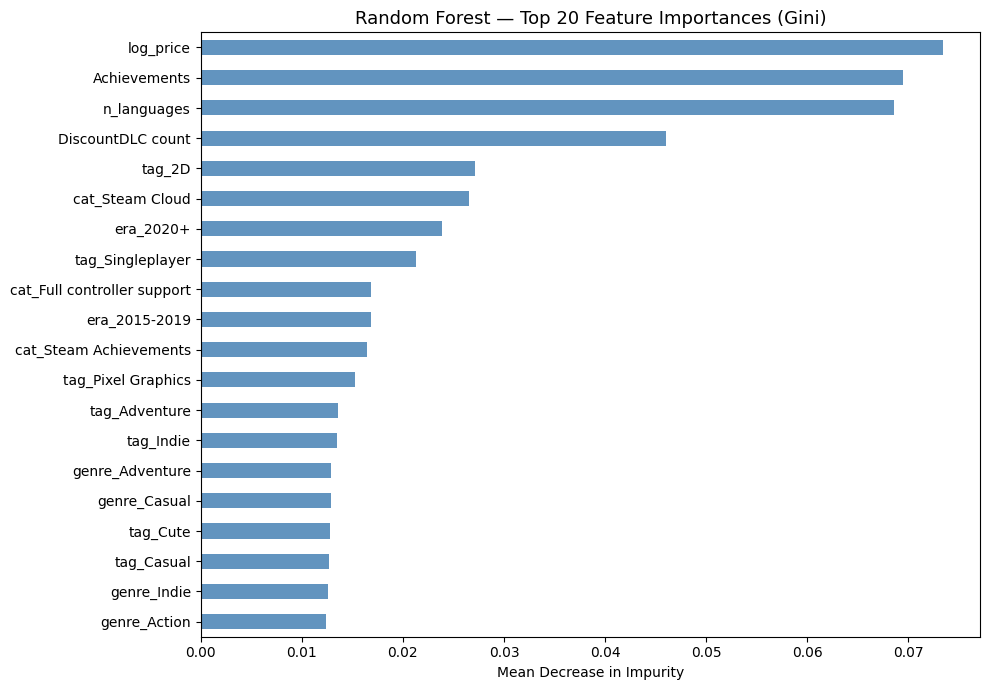 Random Forest — Top 20 Feature Importances (Gini)
log_price
Achievements
n_languages
DiscountDLC count
tag_2D
cat_Steam Cloud
era_2020+
tag_Singleplayer
cat_Full controller support
era_2015-2019
cat_Steam Achievements
tag_Pixel Graphics
tag_Adventure
tag_Indie
genre_Adventure
genre_Casual
tag_Cute
tag_Casual
genre_Indie
genre_Action
0.00 0.01 0.02 0.03 0.04 0.05 0.06 0.07
Mean Decrease in Impurity